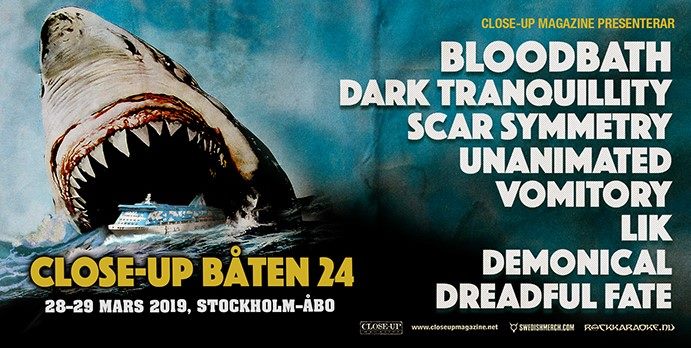 CLOSE-UP MAGAZINE PRESENTERAR
BLOODBATH
DARK TRANQUILLITY
SCAR SYMMETRY
UNANIMATED
VOMITORY
LIK
DEMONICAL
DREADFUL FATE
CLOSE-UP BÅTEN 24
28–29 MARS 2019, STOCKHOLM–ÅBO
CLOSE-UP www.closeupmagazine.net SWEDISHMERCH.COM ROCKKARAOKE.NU